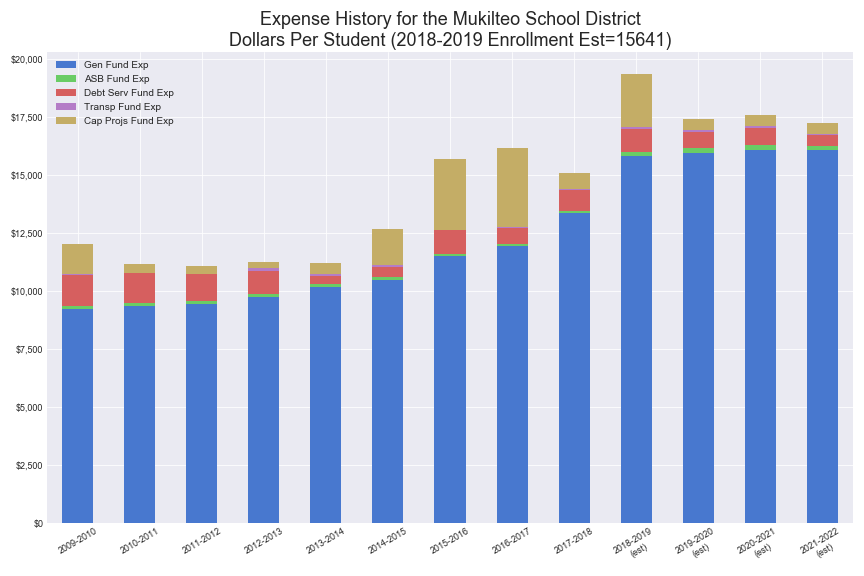 Expense History for the Mukilteo School District
Dollars Per Student (2018-2019 Enrollment Est=15641)
Gen Fund Exp
ASB Fund Exp
Debt Serv Fund Exp
Transp Fund Exp
Cap Projs Fund Exp
$20,000
$17,500
$15,000
$12,500
$10,000
$7,500
$5,000
$2,500
$0
2009-2010
2010-2011
2011-2012
2012-2013
2013-2014
2014-2015
2015-2016
2016-2017
2017-2018
2018-2019
(est)
2019-2020
(est)
2020-2021
(est)
2021-2022
(est)